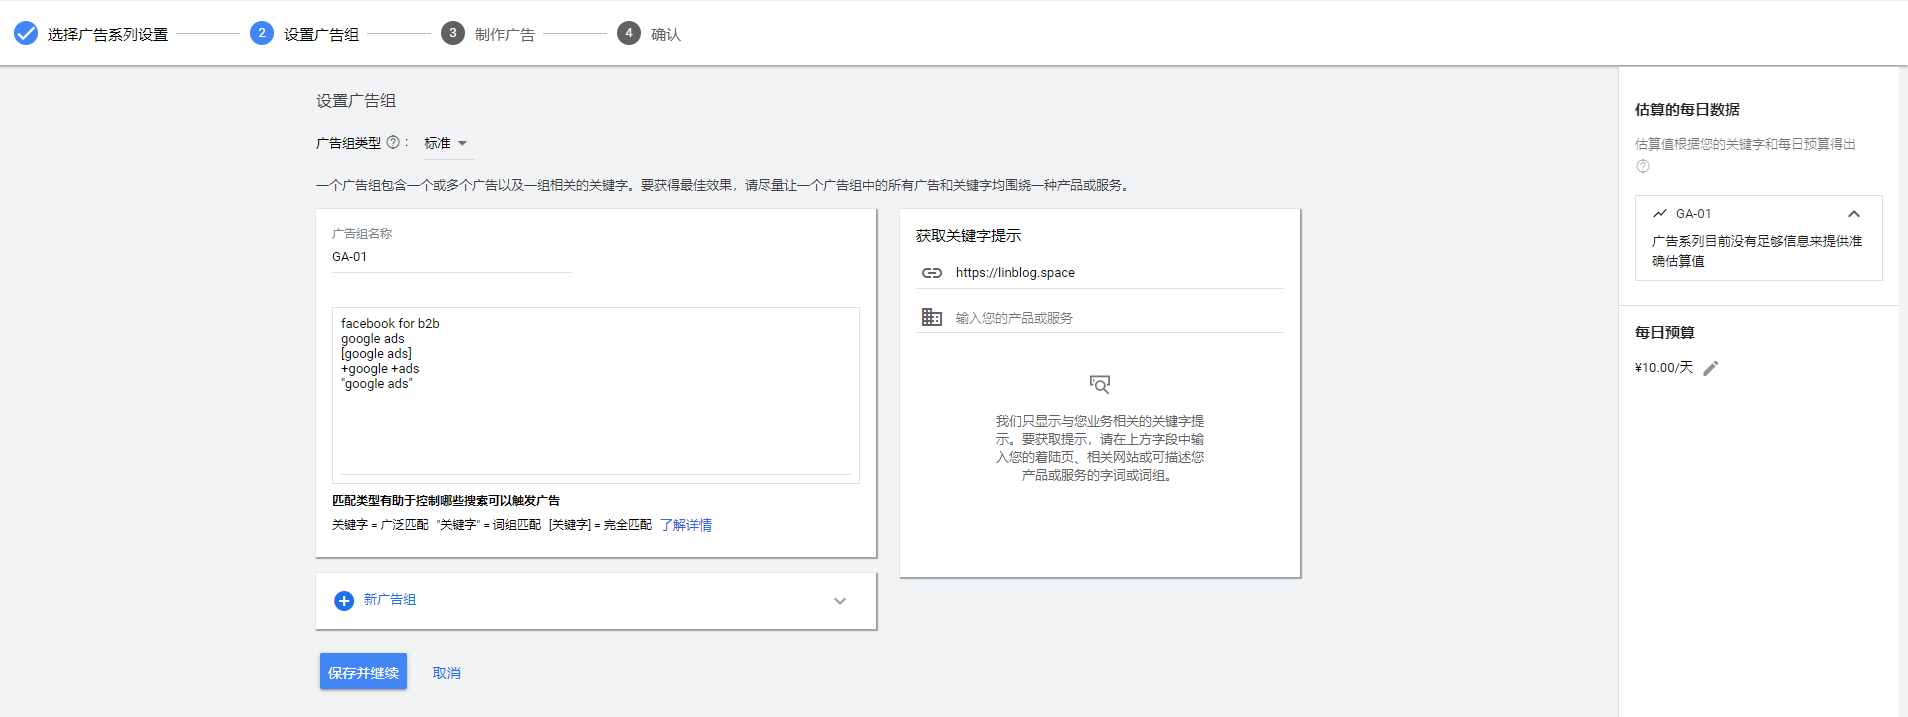 选择广告系列设置
2 设置广告组
3 制作广告
4 确认
设置广告组
广告组类型 ? : 标准
一个广告组包含一个或多个广告以及一组相关的关键字。要获得最佳效果，请尽量让一个广告组中的所有广告和关键字均围绕一种产品或服务。
广告组名称
GA-01
facebook for b2b
google ads
[google ads]
+google +ads
"google ads"
匹配类型有助于控制哪些搜索可以触发广告
关键字 = 广泛匹配 "关键字" = 词组匹配 [关键字] = 完全匹配 了解详情
新广告组
保存并继续 取消
获取关键字提示
https://linblog.space
输入您的产品或服务
我们只显示与您业务相关的关键字提
示。要获取提示，请在上方字段中输
入您的着陆页、相关网站或可描述您
产品或服务的字词或词组。
估算的每日数据
估算值根据您的关键字和每日预算得出
?
GA-01
广告系列目前没有足够信息来提供准
确估算值
每日预算
¥10.00/天